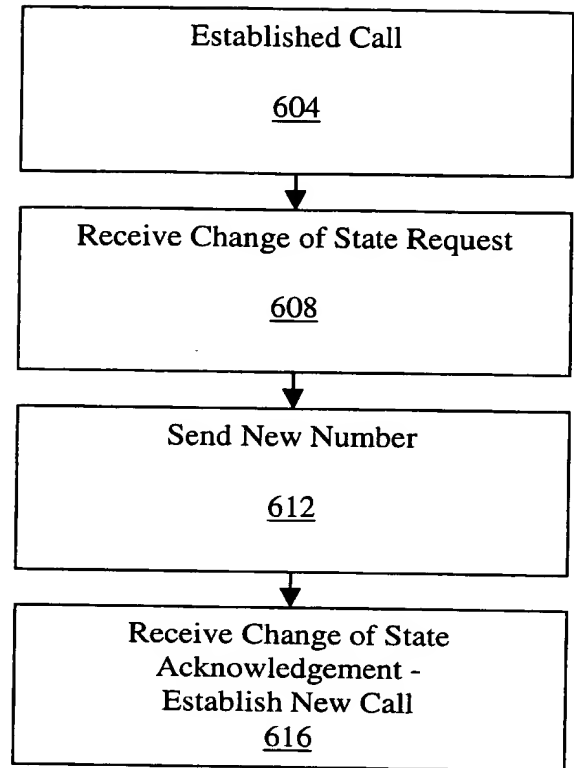 Established Call
604
Receive Change of State Request
608
Send New Number
612
Receive Change of State
Acknowledgement -
Establish New Call
616